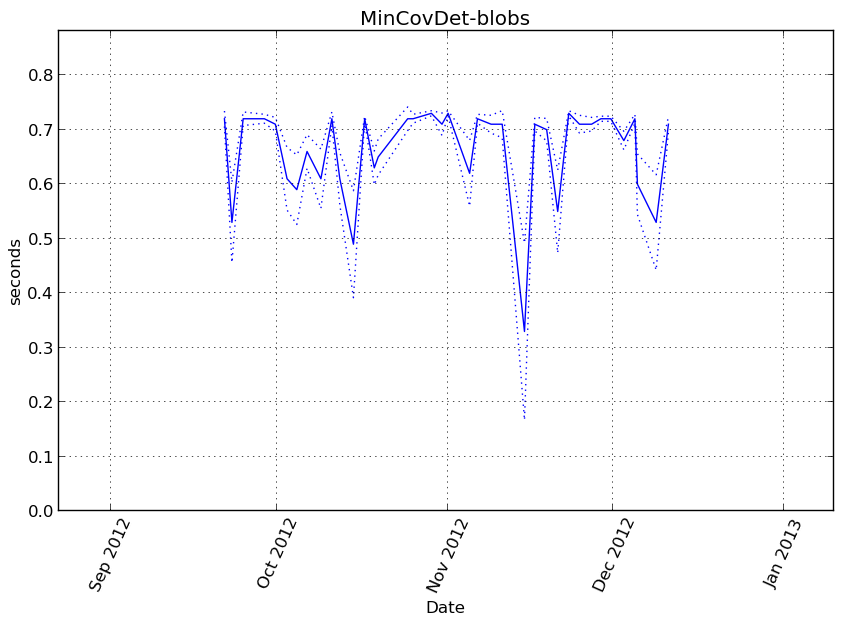 MinCovDet-blobs
0.8
0.7
0.6
0.5
0.4
0.3
0.2
0.1
0.0
seconds
Sep 2012
Oct 2012
Nov 2012
Dec 2012
Jan 2013
Date